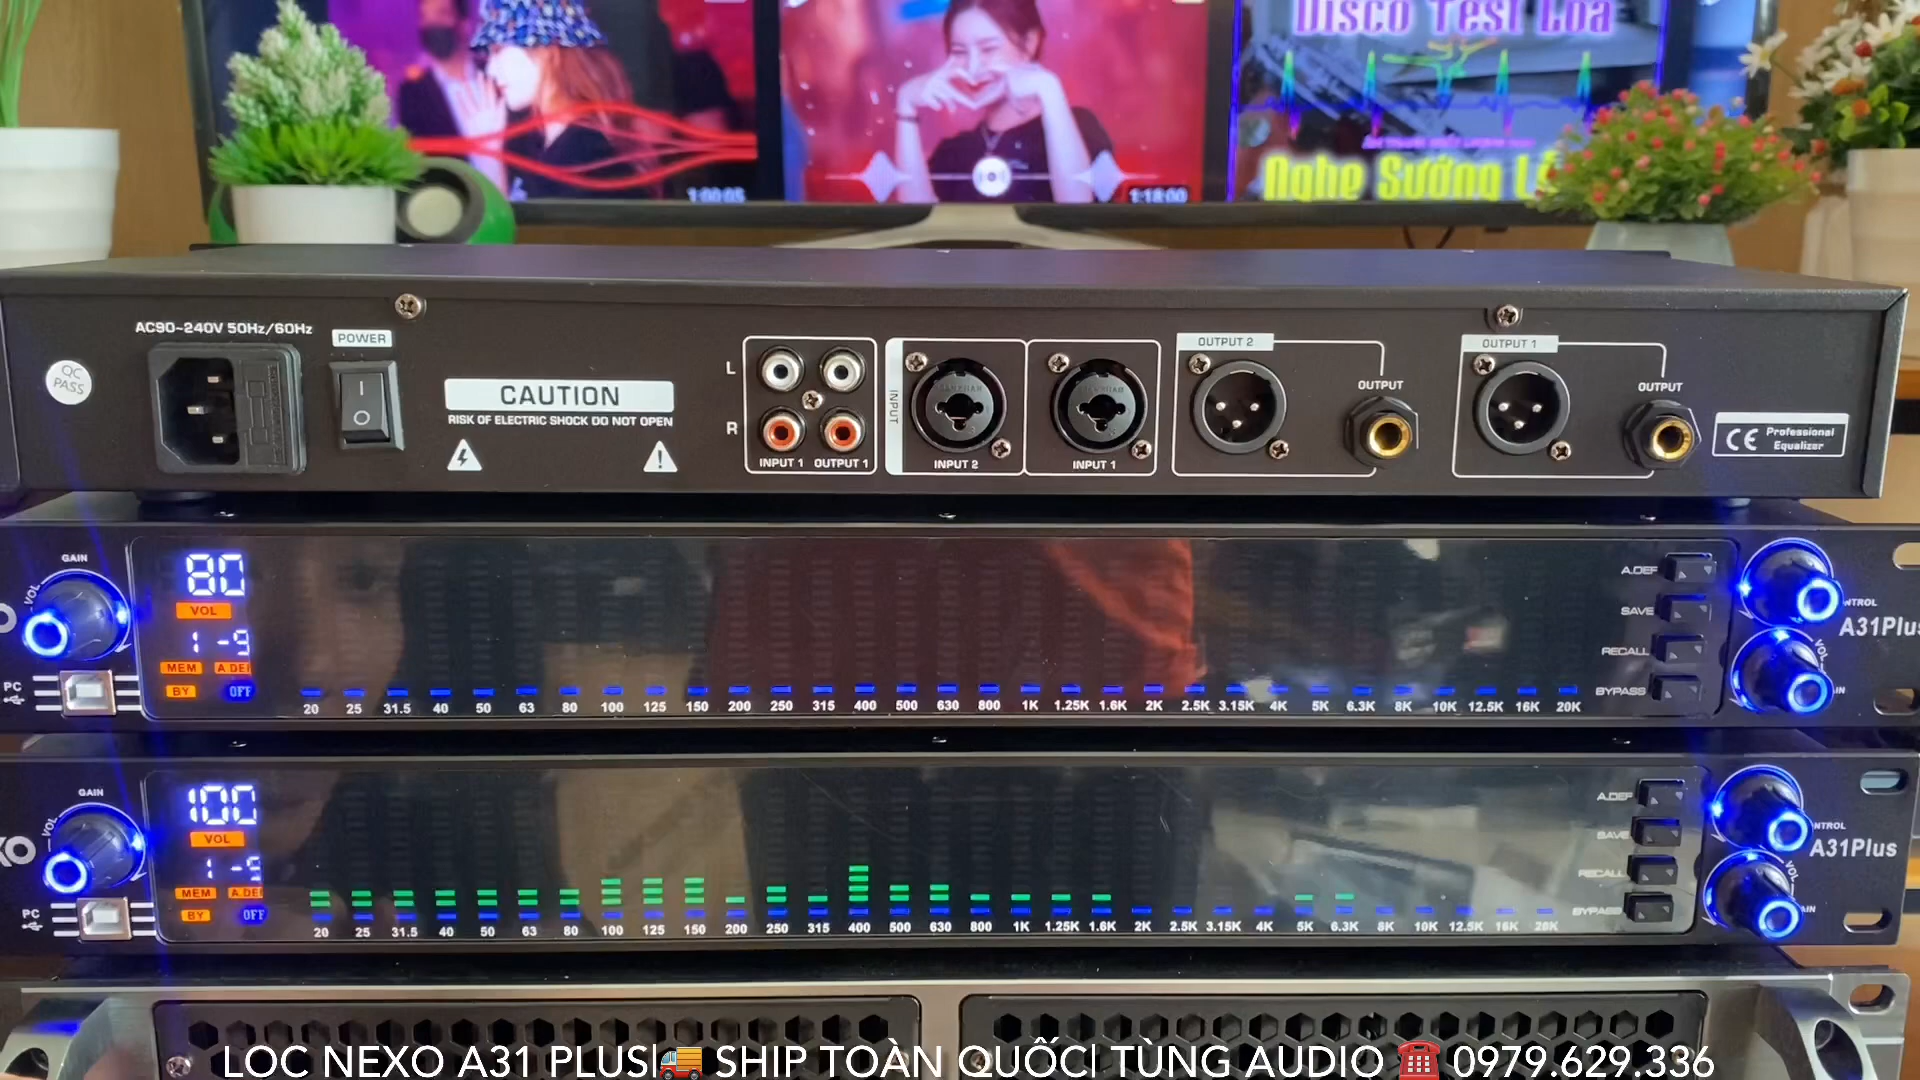 Disco Test Loa
Nghe Sướng
1:00:05
1:18:00
AC90~240V 50Hz/60Hz
POWER
QC
PASS
CAUTION
RISK OF ELECTRIC SHOCK DO NOT OPEN
L
R
INPUT 1 OUTPUT 1
INPUT
INPUT 2
INPUT 1
OUTPUT 2
OUTPUT
OUTPUT 1
OUTPUT
CE Professional
Equalizer
GAIN
VOL
80
VOL
1 -9
MEM A.DEF
BY OFF
PC
20 25 31.5 40 50 63 80 100 125 150 200 250 315 400 500 630 800 1K 1.25K 1.6K 2K 2.5K 3.15K 4K 5K 6.3K 8K 10K 12.5K 16K 20K
A.DEF
SAVE
RECALL
BYPASS
NTROL
A31Plus
VOL
GAIN
VOL
XO
100
VOL
1 -9
MEM A.DEF
BY OFF
PC
20 25 31.5 40 50 63 80 100 125 150 200 250 315 400 500 630 800 1K 1.25K 1.6K 2K 2.5K 3.15K 4K 5K 6.3K 8K 10K 12.5K 16K 20K
A.DEF
SAVE
RECALL
BYPASS
NTROL
A31Plus
VOL
LỌC NEXO A31 PLUS|🚚 SHIP TOÀN QUỐC| TÙNG AUDIO ☎️ 0979.629.336